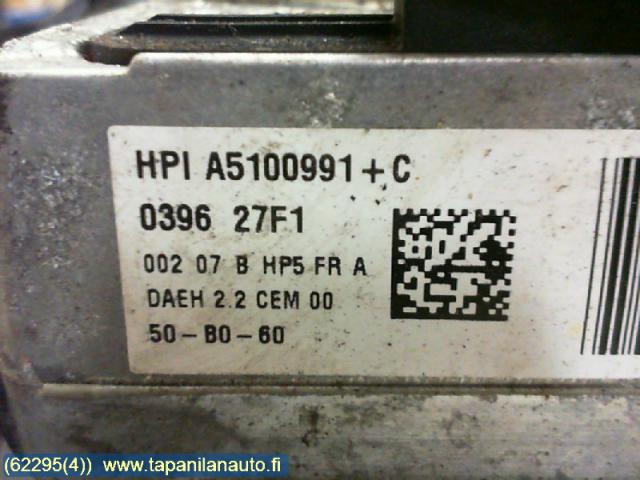 HPI A5100991+C
0396 27F1
002 07 B HP5 FR A
DAEH 2.2 CEM 00
50-B0-60
(62295(4)) www.tapanilanauto.fi